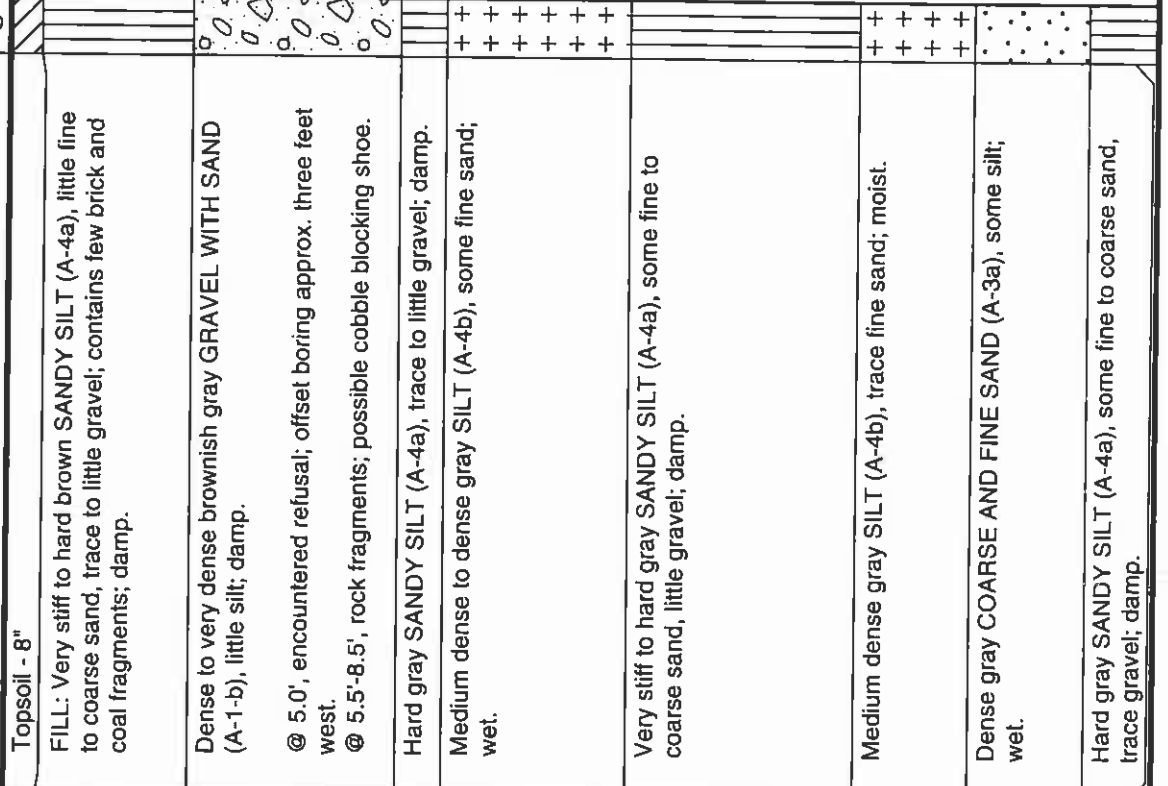 Topsoil - 8"
FILL: Very stiff to hard brown SANDY SILT (A-4a), little fine
to coarse sand, trace to little gravel; contains few brick and
coal fragments; damp.
Dense to very dense brownish gray GRAVEL WITH SAND
(A-1-b), little silt; damp.
@ 5.0', encountered refusal; offset boring approx. three feet
west.
@ 5.5'-8.5', rock fragments; possible cobble blocking shoe.
Hard gray SANDY SILT (A-4a), trace to little gravel; damp.
Medium dense to dense gray SILT (A-4b), some fine sand;
wet.
Very stiff to hard gray SANDY SILT (A-4a), some fine to
coarse sand, little gravel; damp.
Medium dense gray SILT (A-4b), trace fine sand; moist.
Dense gray COARSE AND FINE SAND (A-3a), some silt;
wet.
Hard gray SANDY SILT (A-4a), some fine to coarse sand,
trace gravel; damp.